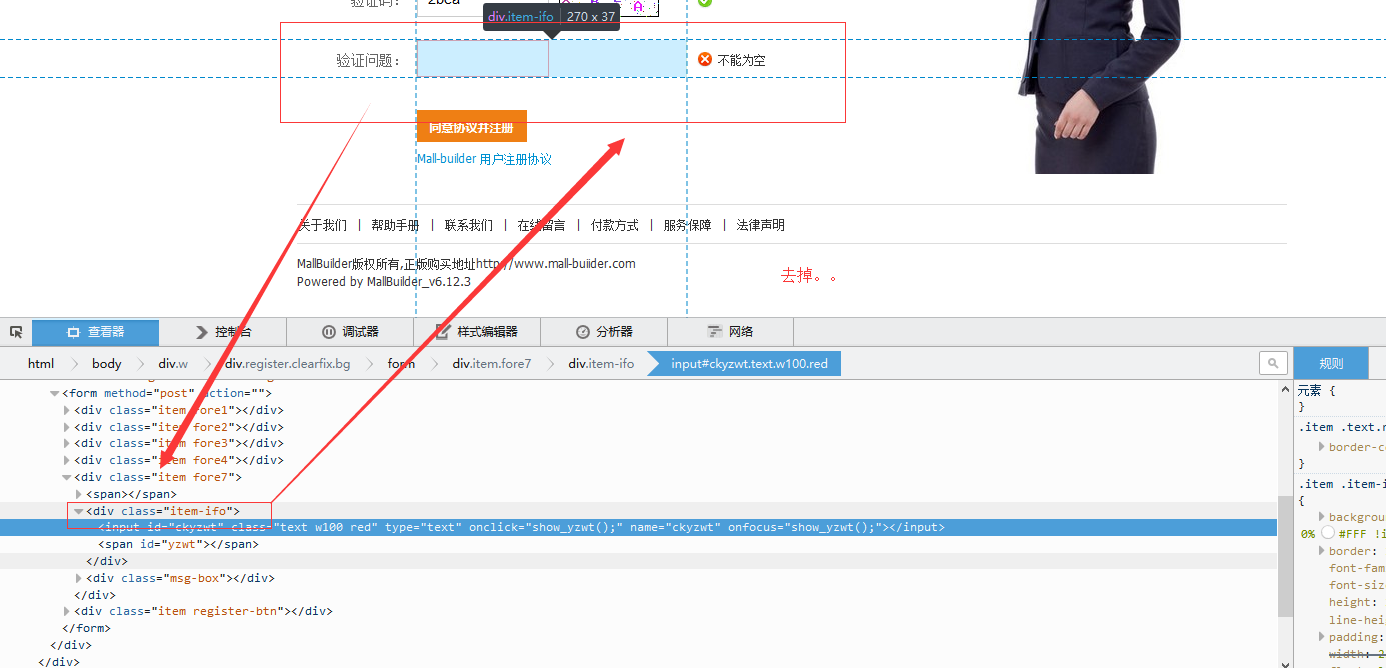 验证码：
2bea
div.item-ifo | 270 x 37
验证问题：
不能为空
同意协议并注册
Mall-builder 用户注册协议
关于我们 | 帮助手册 | 联系我们 | 在线留言 | 付款方式 | 服务保障 | 法律声明
MallBuilder版权所有,正版购买地址http://www.mall-builder.com
Powered by MallBuilder_v6.12.3
去掉。。
查看器 控制台 调试器 样式编辑器 分析器 网络
html body div.w div.register.clearfix.bg form div.item.fore7 div.item-ifo input#ckyzwt.text.w100.red
规则
<form method="post" action="">
<div class="item fore1"></div>
<div class="item fore2"></div>
<div class="item fore3"></div>
<div class="item fore4"></div>
<div class="item fore7">
<span></span>
<div class="item-ifo">
<input id="ckyzwt" class="text w100 red" type="text" onclick="show_yzwt();" name="ckyzwt" onfocus="show_yzwt();"></input>
<span id="yzwt"></span>
</div>
<div class="msg-box"></div>
</div>
<div class="item register-btn"></div>
</form>
</div>
</div>
元素 {
}
.item .text.r
border-c
}
.item .item-i
{
backgrou
0% #FFF !i
border:
font-fam
font-siz
height:
line-hei
padding:
width: 2